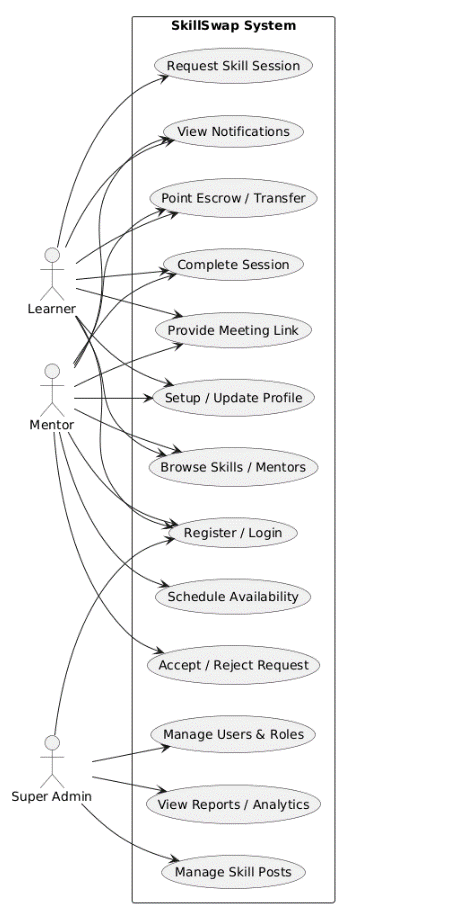 SkillSwap System
Request Skill Session
View Notifications
Point Escrow / Transfer
Complete Session
Learner
Provide Meeting Link
Setup / Update Profile
Mentor
Browse Skills / Mentors
Register / Login
Schedule Availability
Accept / Reject Request
Manage Users & Roles
Super Admin
View Reports / Analytics
Manage Skill Posts